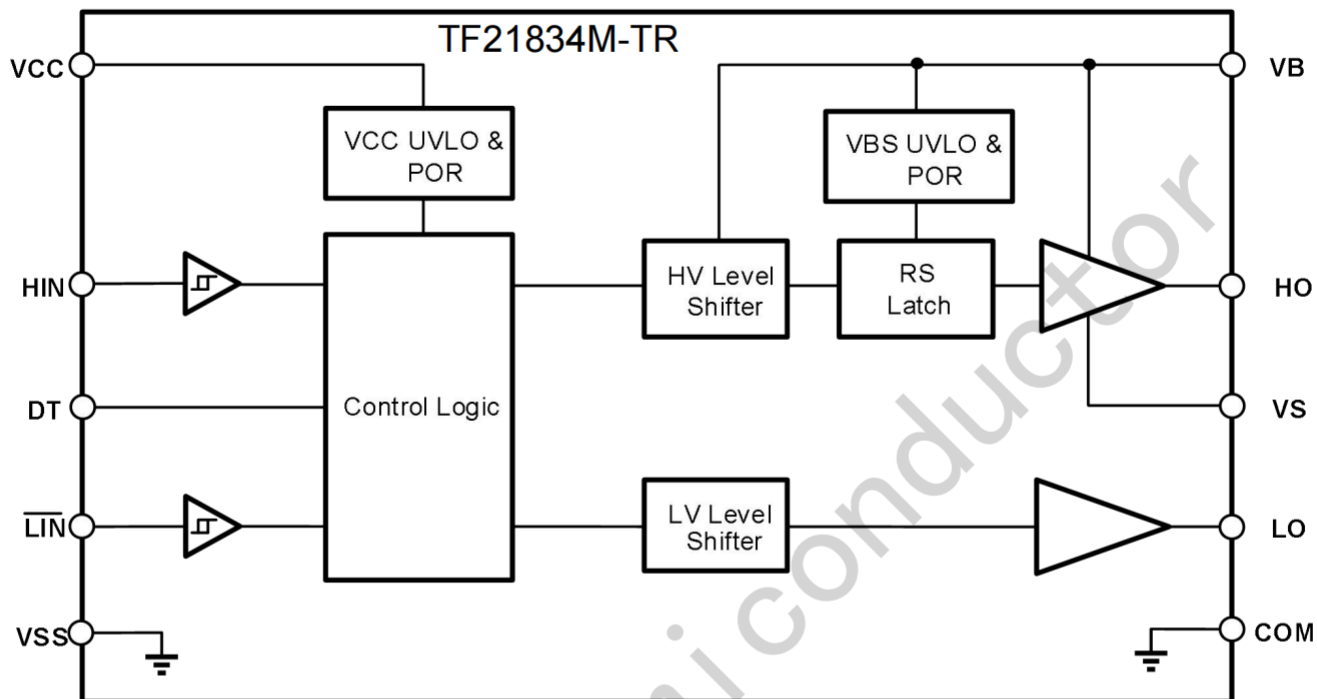 TF21834M-TR
VCC
VB
VCC UVLO &
POR
VBS UVLO &
POR
HIN
HV Level
Shifter
RS
Latch
HO
DT
Control Logic
VS
LIN
LV Level
Shifter
LO
VSS
COM
miconductor